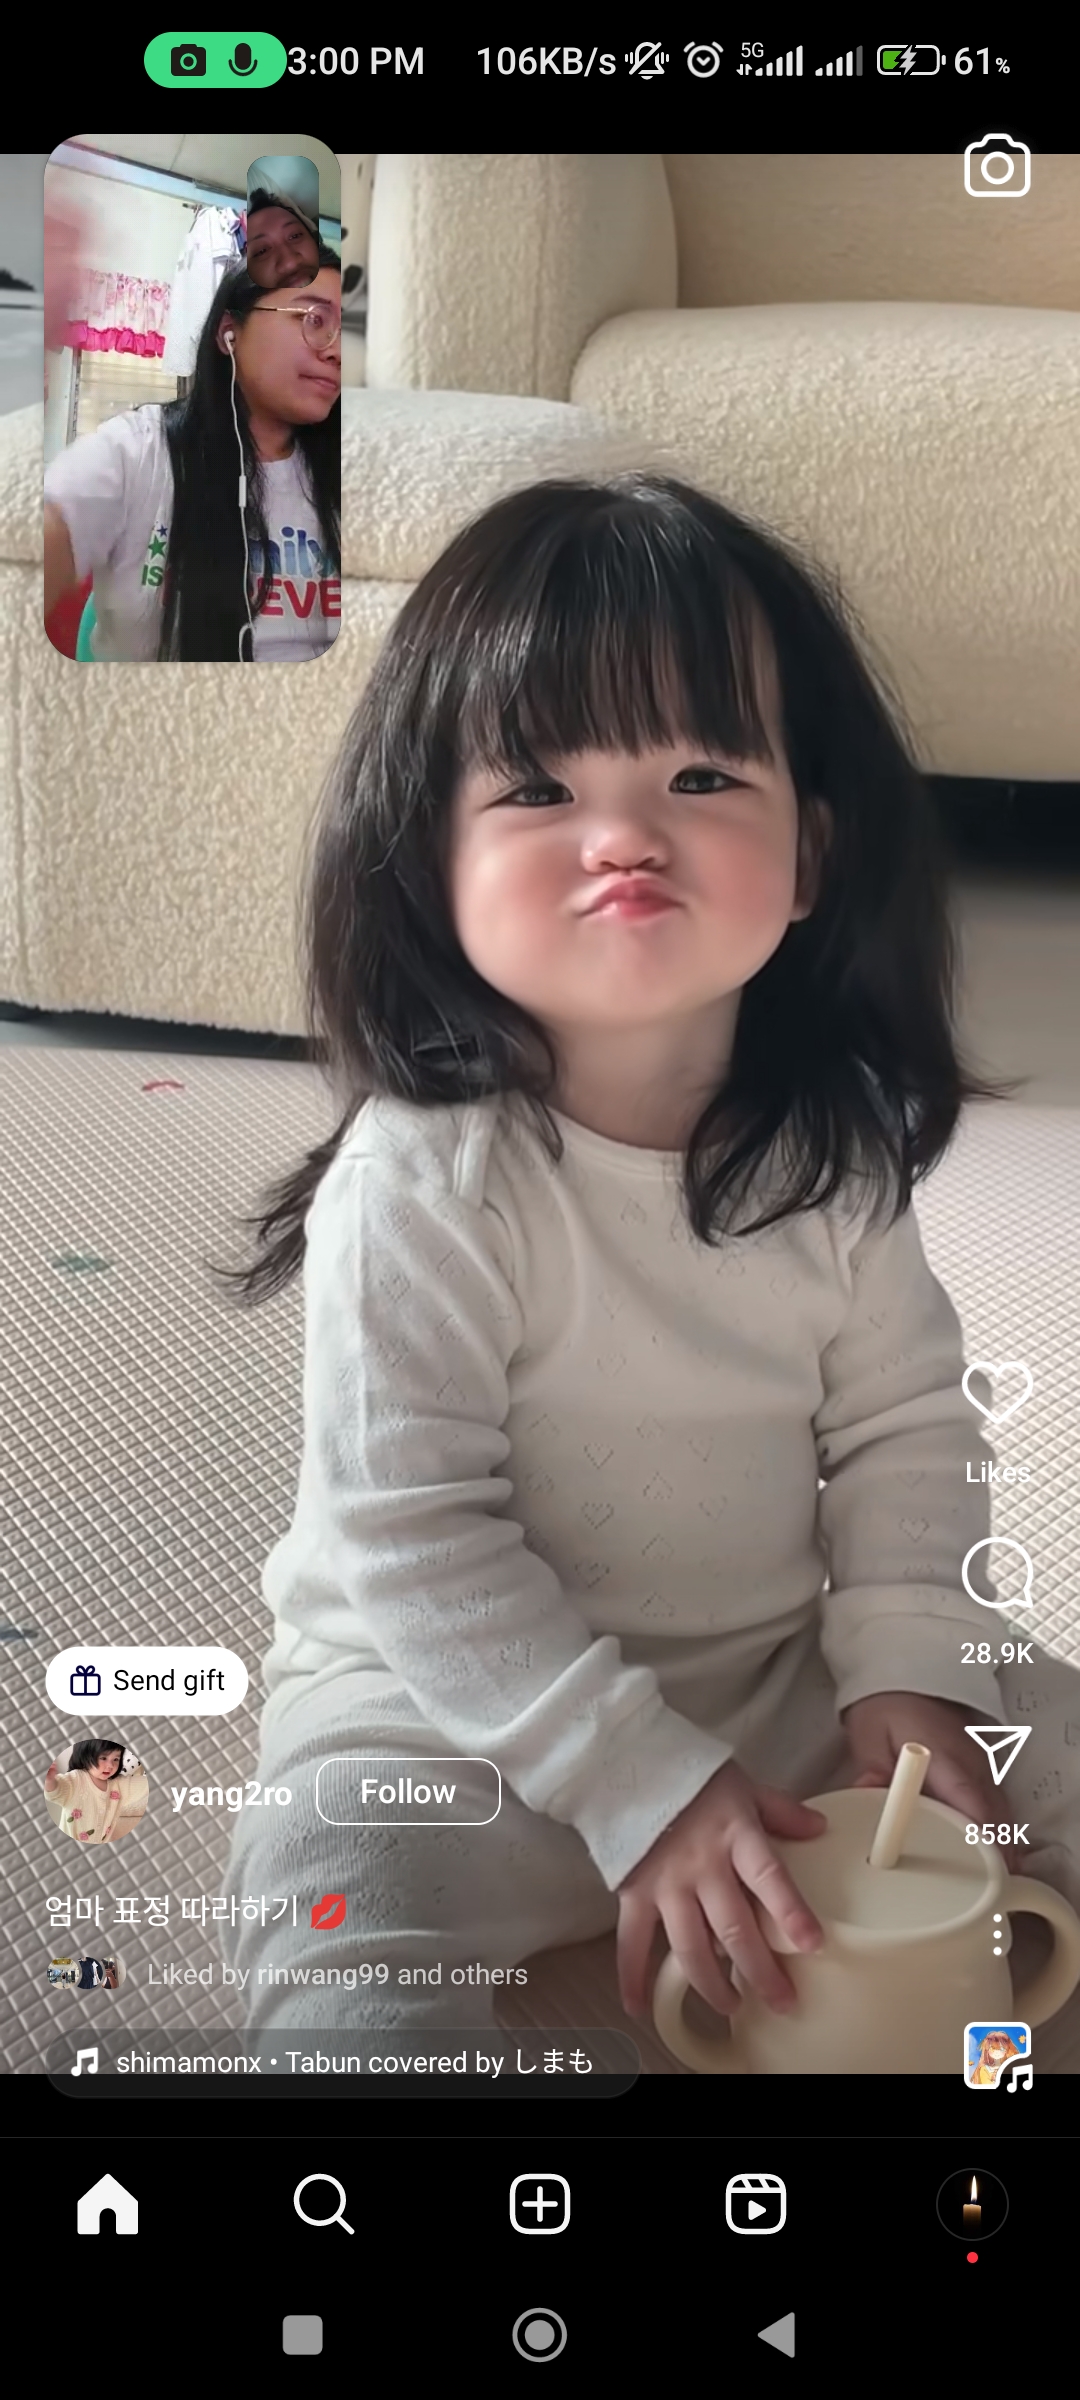 3:00 PM 106KB/s 5G 61%
mily
IS EVE
Likes
28.9K
Send gift
yang2ro Follow
858K
엄마 표정 따라하기 💋
Liked by rinwang99 and others
shimamonx • Tabun covered by しまも